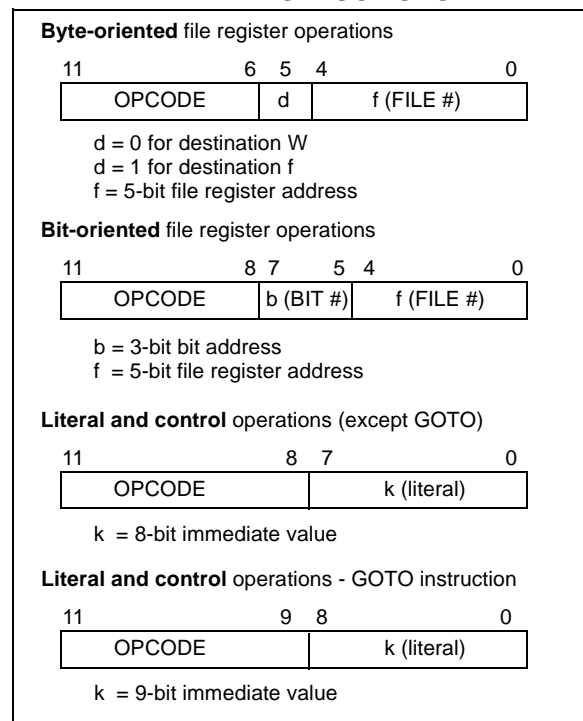 Byte-oriented file register operations
11 6 5 4 0
OPCODE d f (FILE #)
d = 0 for destination W
d = 1 for destination f
f = 5-bit file register address
Bit-oriented file register operations
11 8 7 5 4 0
OPCODE b (BIT #) f (FILE #)
b = 3-bit bit address
f = 5-bit file register address
Literal and control operations (except GOTO)
11 8 7 0
OPCODE k (literal)
k = 8-bit immediate value
Literal and control operations - GOTO instruction
11 9 8 0
OPCODE k (literal)
k = 9-bit immediate value